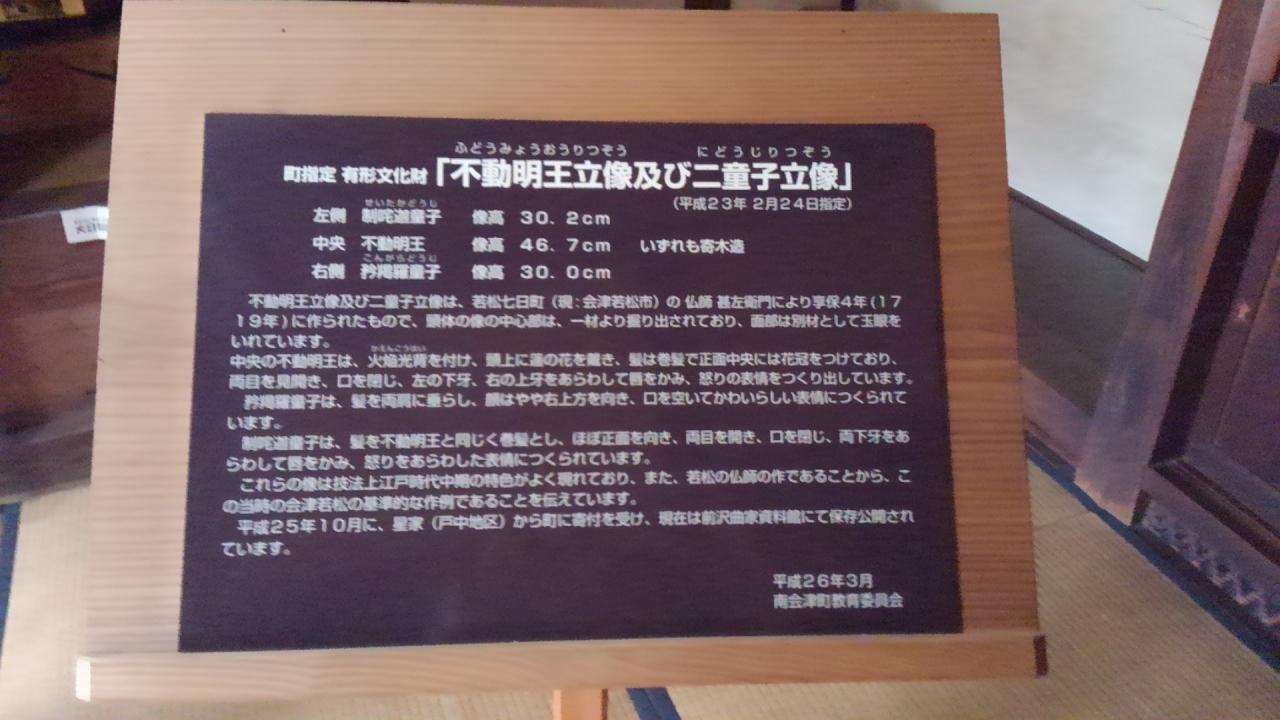 ふどうみょうおうりつぞう にどうじりつぞう
町指定 有形文化財「不動明王立像及び二童子立像」
(平成23年 2月24日指定)
せいたかどうじ
左側 制咜迦童子 像高 30.2cm
中央 不動明王 像高 46.7cm いずれも寄木造
こんがらどうじ
右側 矜羯羅童子 像高 30.0cm
不動明王立像及び二童子立像は、若松七日町(現:会津若松市)の 仏師 甚左衛門により享保4年(17
19年)に作られたもので、頭体の像の中心部は、一材より掘り出されており、面部は別材として玉眼を
いれています。
かえんこうはい
中央の不動明王は、火焔光背を付け、頭上に蓮の花を戴き、髪は巻髪で正面中央には花冠をつけており、
両目を見開き、口を閉じ、左の下牙、右の上牙をあらわして唇をかみ、怒りの表情をつくり出しています。
矜羯羅童子は、髪を両肩に垂らし、顔はやや右上方を向き、口を空いてかわいらしい表情につくられて
います。
制咜迦童子は、髪を不動明王と同じく巻髪とし、ほぼ正面を向き、両目を開き、口を閉じ、両下牙をあ
らわして唇をかみ、怒りをあらわした表情につくられています。
これらの像は技法上江戸時代中期の特色がよく現れており、また、若松の仏師の作であることから、こ
の当時の会津若松の基準的な作例であることを伝えています。
平成25年10月に、星家(戸中地区)から町に寄付を受け、現在は前沢曲家資料館にて保存公開され
ています。
平成26年3月
南会津町教育委員会